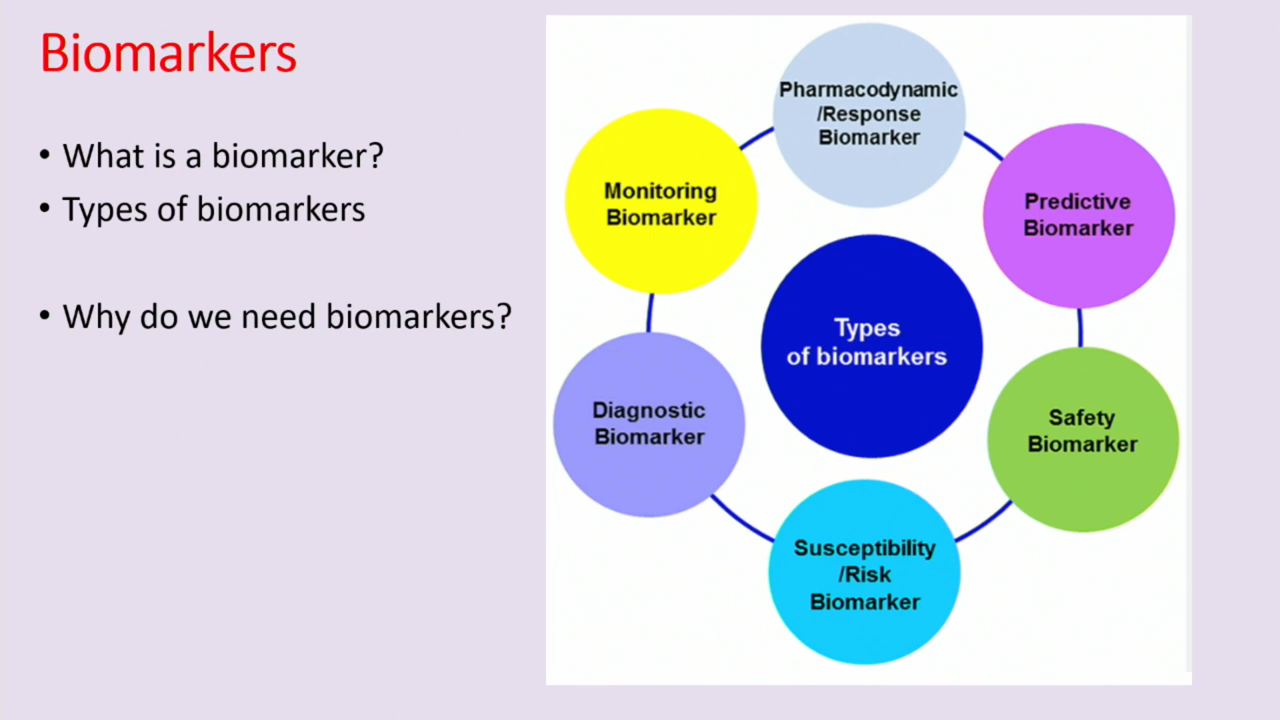 Biomarkers
• What is a biomarker?
• Types of biomarkers
• Why do we need biomarkers?
Pharmacodynamic
/Response
Biomarker
Monitoring
Biomarker
Predictive
Biomarker
Types
of biomarkers
Diagnostic
Biomarker
Safety
Biomarker
Susceptibility
/Risk
Biomarker